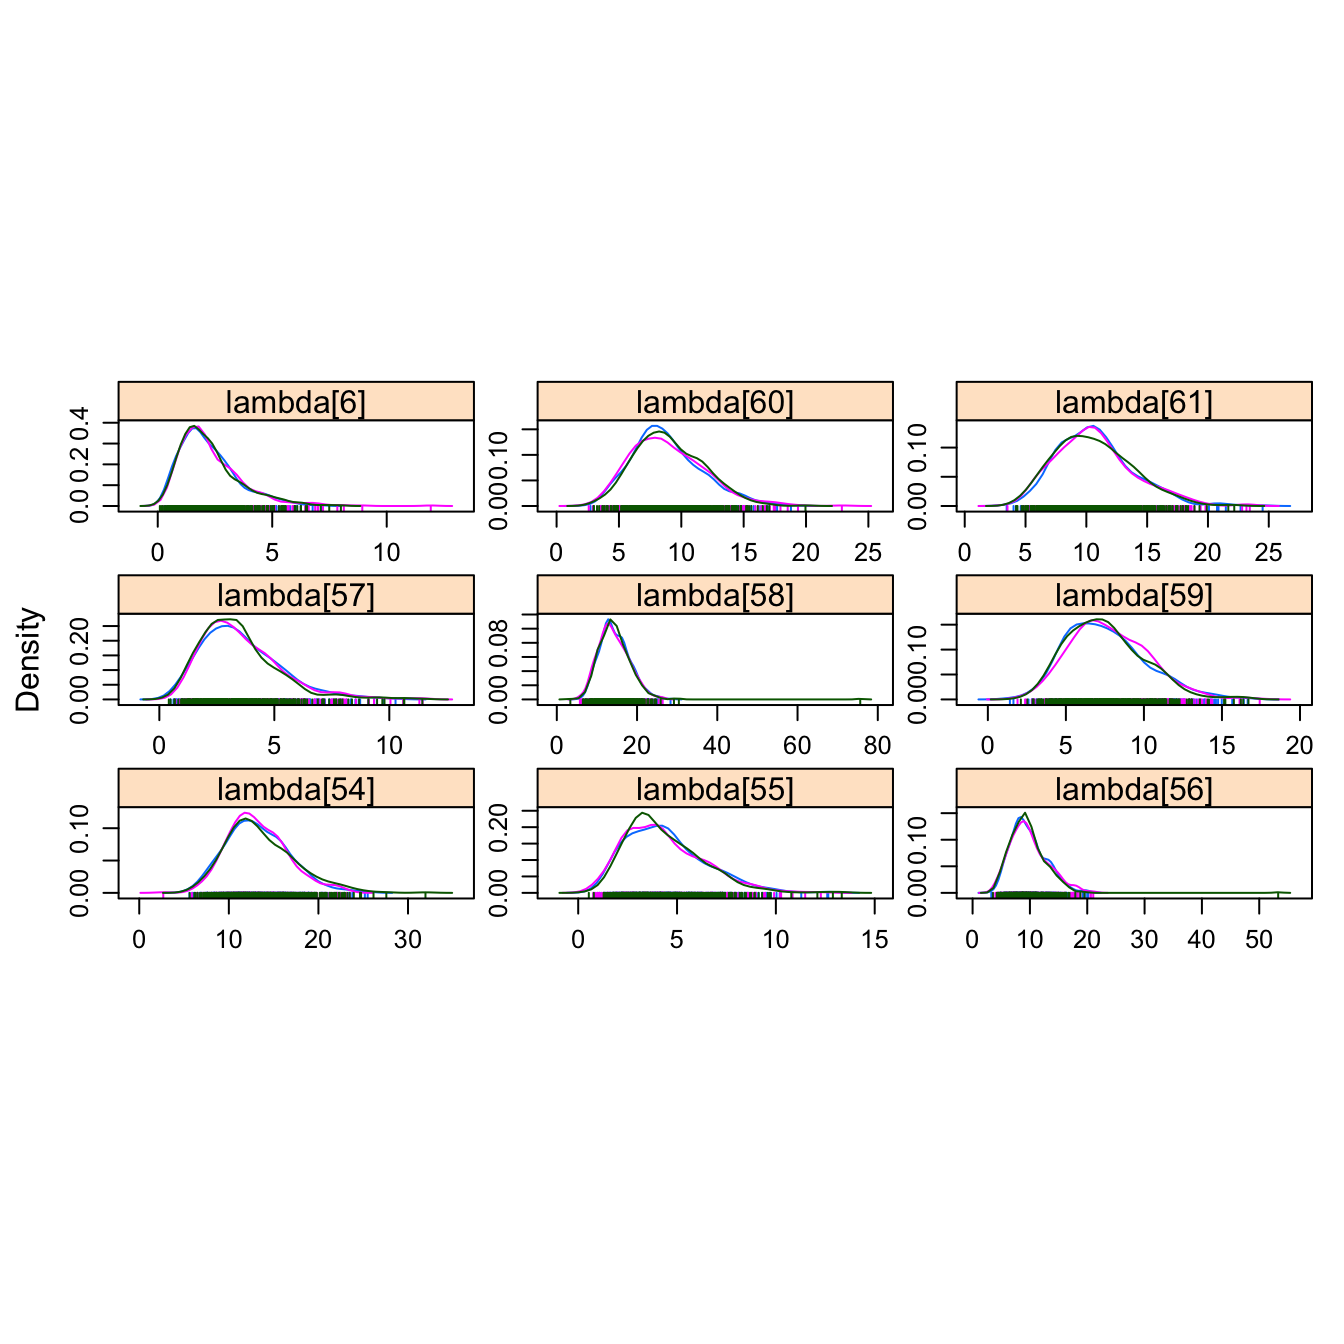 Density
lambda[6] lambda[60] lambda[61]
0.0 0.2 0.4
0.00 0.10
0.00 0.10
0 5 10
0 5 10 15 20 25
0 5 10 15 20 25
lambda[57] lambda[58] lambda[59]
0.00 0.20
0.00 0.08
0.00 0.10
0 5 10
0 20 40 60 80
0 5 10 15 20
lambda[54] lambda[55] lambda[56]
0.00 0.10
0.00 0.20
0.00 0.10
0 10 20 30
0 5 10 15
0 10 20 30 40 50